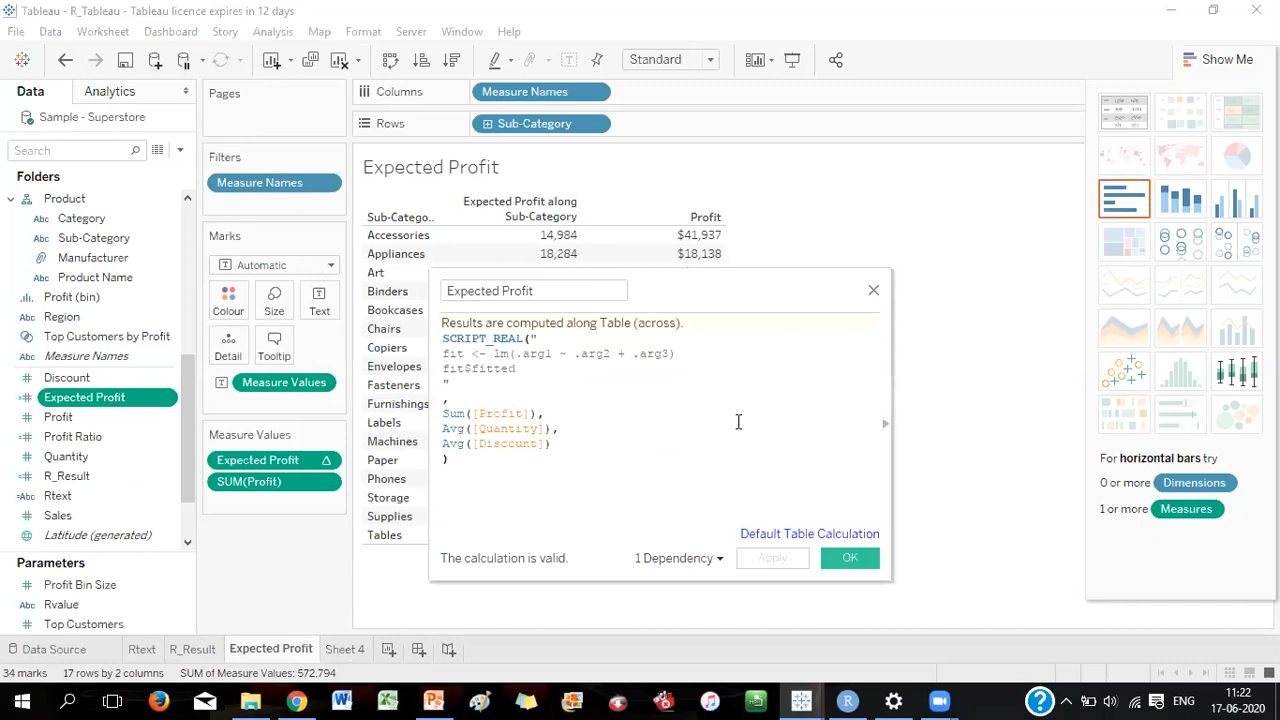 Tableau - R_Tableau - Tableau licence expires in 12 days
File Data Worksheet Dashboard Story Analysis Map Format Server Window Help
Standard
Show Me
Data Analytics
Sample - Superstore
Search
Folders
Product
Category
Sub-Category
Manufacturer
Product Name
Profit (bin)
Region
Top Customers by Profit
Measure Names
Discount
Expected Profit
Profit
Profit Ratio
Quantity
R_Result
Rtext
Sales
Latitude (generated)
Parameters
Profit Bin Size
Rvalue
Top Customers
Pages
Filters
Measure Names
Marks
Automatic
Colour Size Text
Detail Tooltip
Measure Values
Measure Values
Expected Profit
SUM(Profit)
Columns Measure Names
Rows Sub-Category
Expected Profit
Expected Profit along
Sub-Catego.. Sub-Category Profit
Accessories 14,984 $41,937
Appliances 18,284 $18,138
Art
Binders
Bookcases
Chairs
Copiers
Envelopes
Fasteners
Furnishings
Labels
Machines
Paper
Phones
Storage
Supplies
Tables
Expected Profit
Results are computed along Table (across).
SCRIPT_REAL("
fit <- lm(.arg1 ~ .arg2 + .arg3)
fit$fitted
"
,
Sum([Profit]),
Avg([Quantity]),
Avg([Discount])
)
Default Table Calculation
The calculation is valid. 1 Dependency Apply OK
For horizontal bars try
0 or more Dimensions
1 or more Measures
Data Source Rtext R_Result Expected Profit Sheet 4
34 marks 17 rows by 2 columns SUM of Measure Values: 572,794
ENG
11:22
17-06-2020